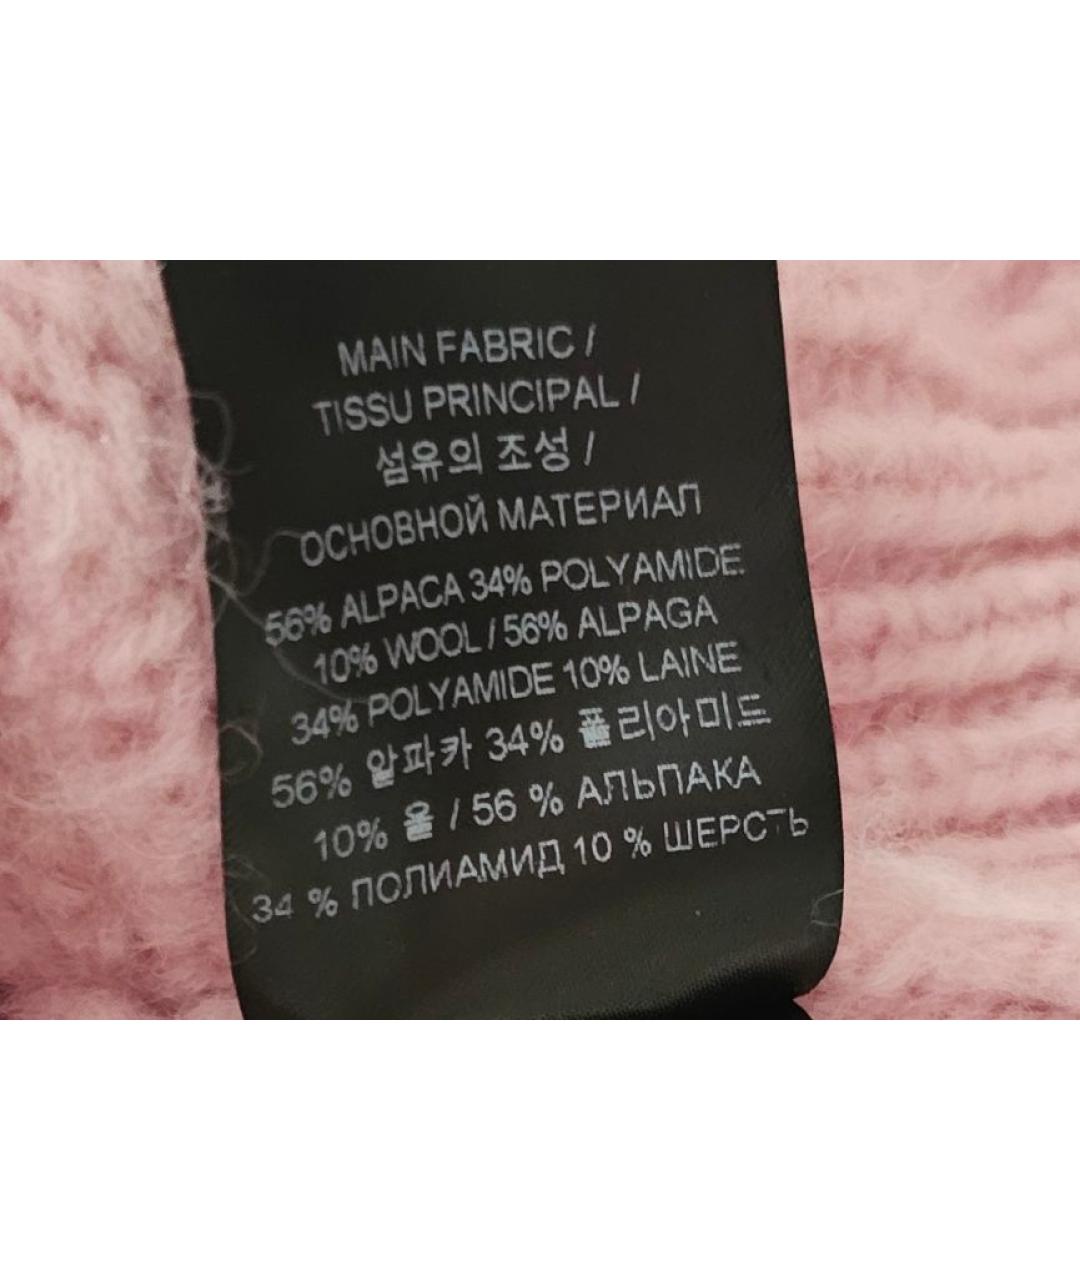 MAIN FABRIC /
TISSU PRINCIPAL /
섬유의 조성 /
ОСНОВНОЙ МАТЕРИАЛ
56% ALPACA 34% POLYAMIDE
10% WOOL / 56% ALPAGA
34% POLYAMIDE 10% LAINE
56% 알파카 34% 폴리아미드
10% 울 / 56 % АЛЬПАКА
34 % ПОЛИАМИД 10 % ШЕРСТЬ